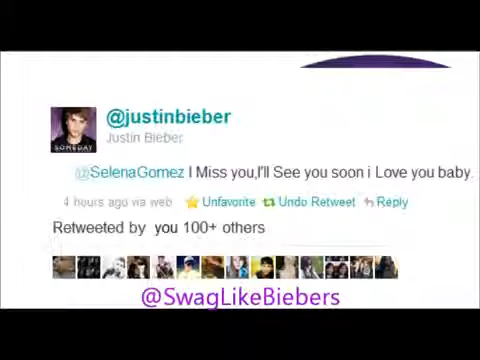 SOMEDAY
@justinbieber
Justin Bieber
@SelenaGomez I Miss you,I'll See you soon i Love you baby.
4 hours ago via web Unfavorite Undo Retweet Reply
Retweeted by you 100+ others
@SwagLikeBiebers